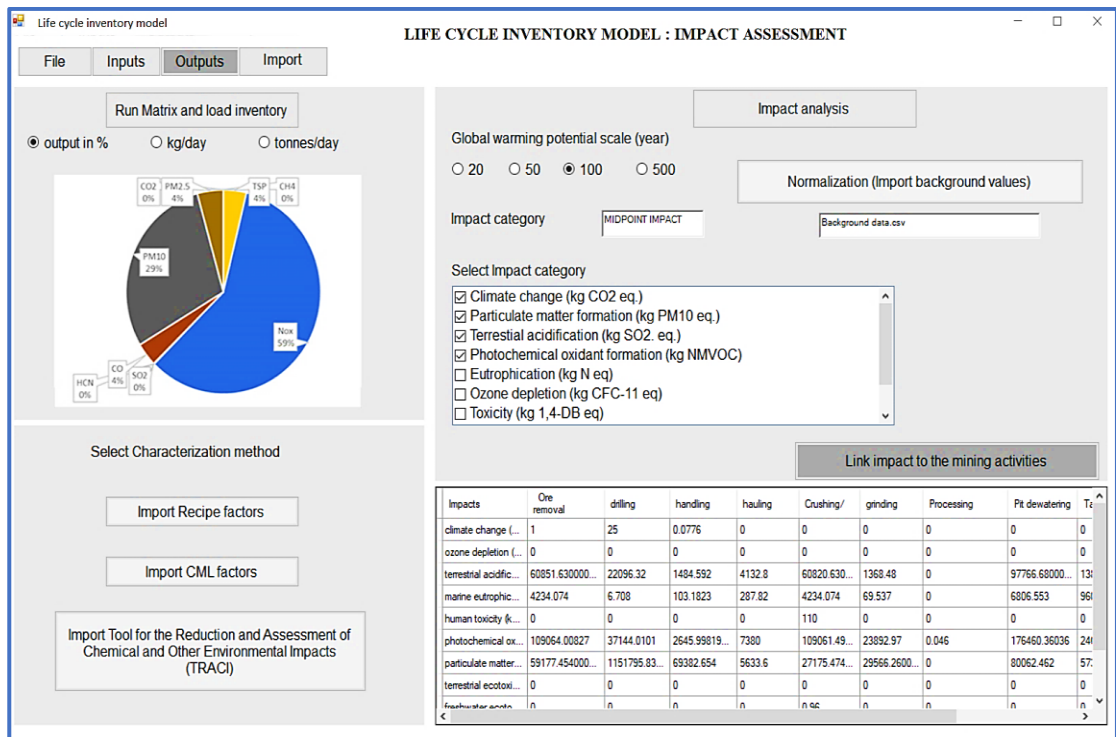 Life cycle inventory model
LIFE CYCLE INVENTORY MODEL : IMPACT ASSESSMENT
File Inputs Outputs Import
Run Matrix and load inventory
output in % kg/day tonnes/day
CO2 0%
PM2.5 4%
TSP 4%
CH4 0%
PM10 29%
Nox 59%
CO 4%
SO2 0%
HCN 0%
Select Characterization method
Import Recipe factors
Import CML factors
Import Tool for the Reduction and Assessment of
Chemical and Other Environmental Impacts
(TRACI)
Impact analysis
Global warming potential scale (year)
20 50 100 500
Normalization (Import background values)
Impact category MIDPOINT IMPACT Background data.csv
Select Impact category
Climate change (kg CO2 eq.)
Particulate matter formation (kg PM10 eq.)
Terrestial acidification (kg SO2. eq.)
Photochemical oxidant formation (kg NMVOC)
Eutrophication (kg N eq)
Ozone depletion (kg CFC-11 eq)
Toxicity (kg 1,4-DB eq)
Link impact to the mining activities
Impacts Ore removal drilling handling hauling Crushing/ grinding Processing Pit dewatering Ta
climate change (... 1 25 0.0776 0 0 0 0 0 0
ozone depletion (... 0 0 0 0 0 0 0 0 0
terrestrial acidific... 60851.630000... 22096.32 1484.592 4132.8 60820.630... 1368.48 0 97766.68000...
marine eutrophic... 4234.074 6.708 103.1823 287.82 4234.074 69.537 0 6806.553
human toxicity (k... 0 0 0 0 110 0 0 0 0
photochemical ox... 109064.00827 37144.0101 2645.99819... 7380 109061.49... 23892.97 0.046 176460.36036
particulate matter... 59177.454000... 1151795.83... 69382.654 5633.6 27175.474... 29566.2600... 0 80062.462
terrestrial ecotoxi... 0 0 0 0 0 0 0 0 0
freshwater ecoto... 0 0 0 0 0.96 0 0 0 0